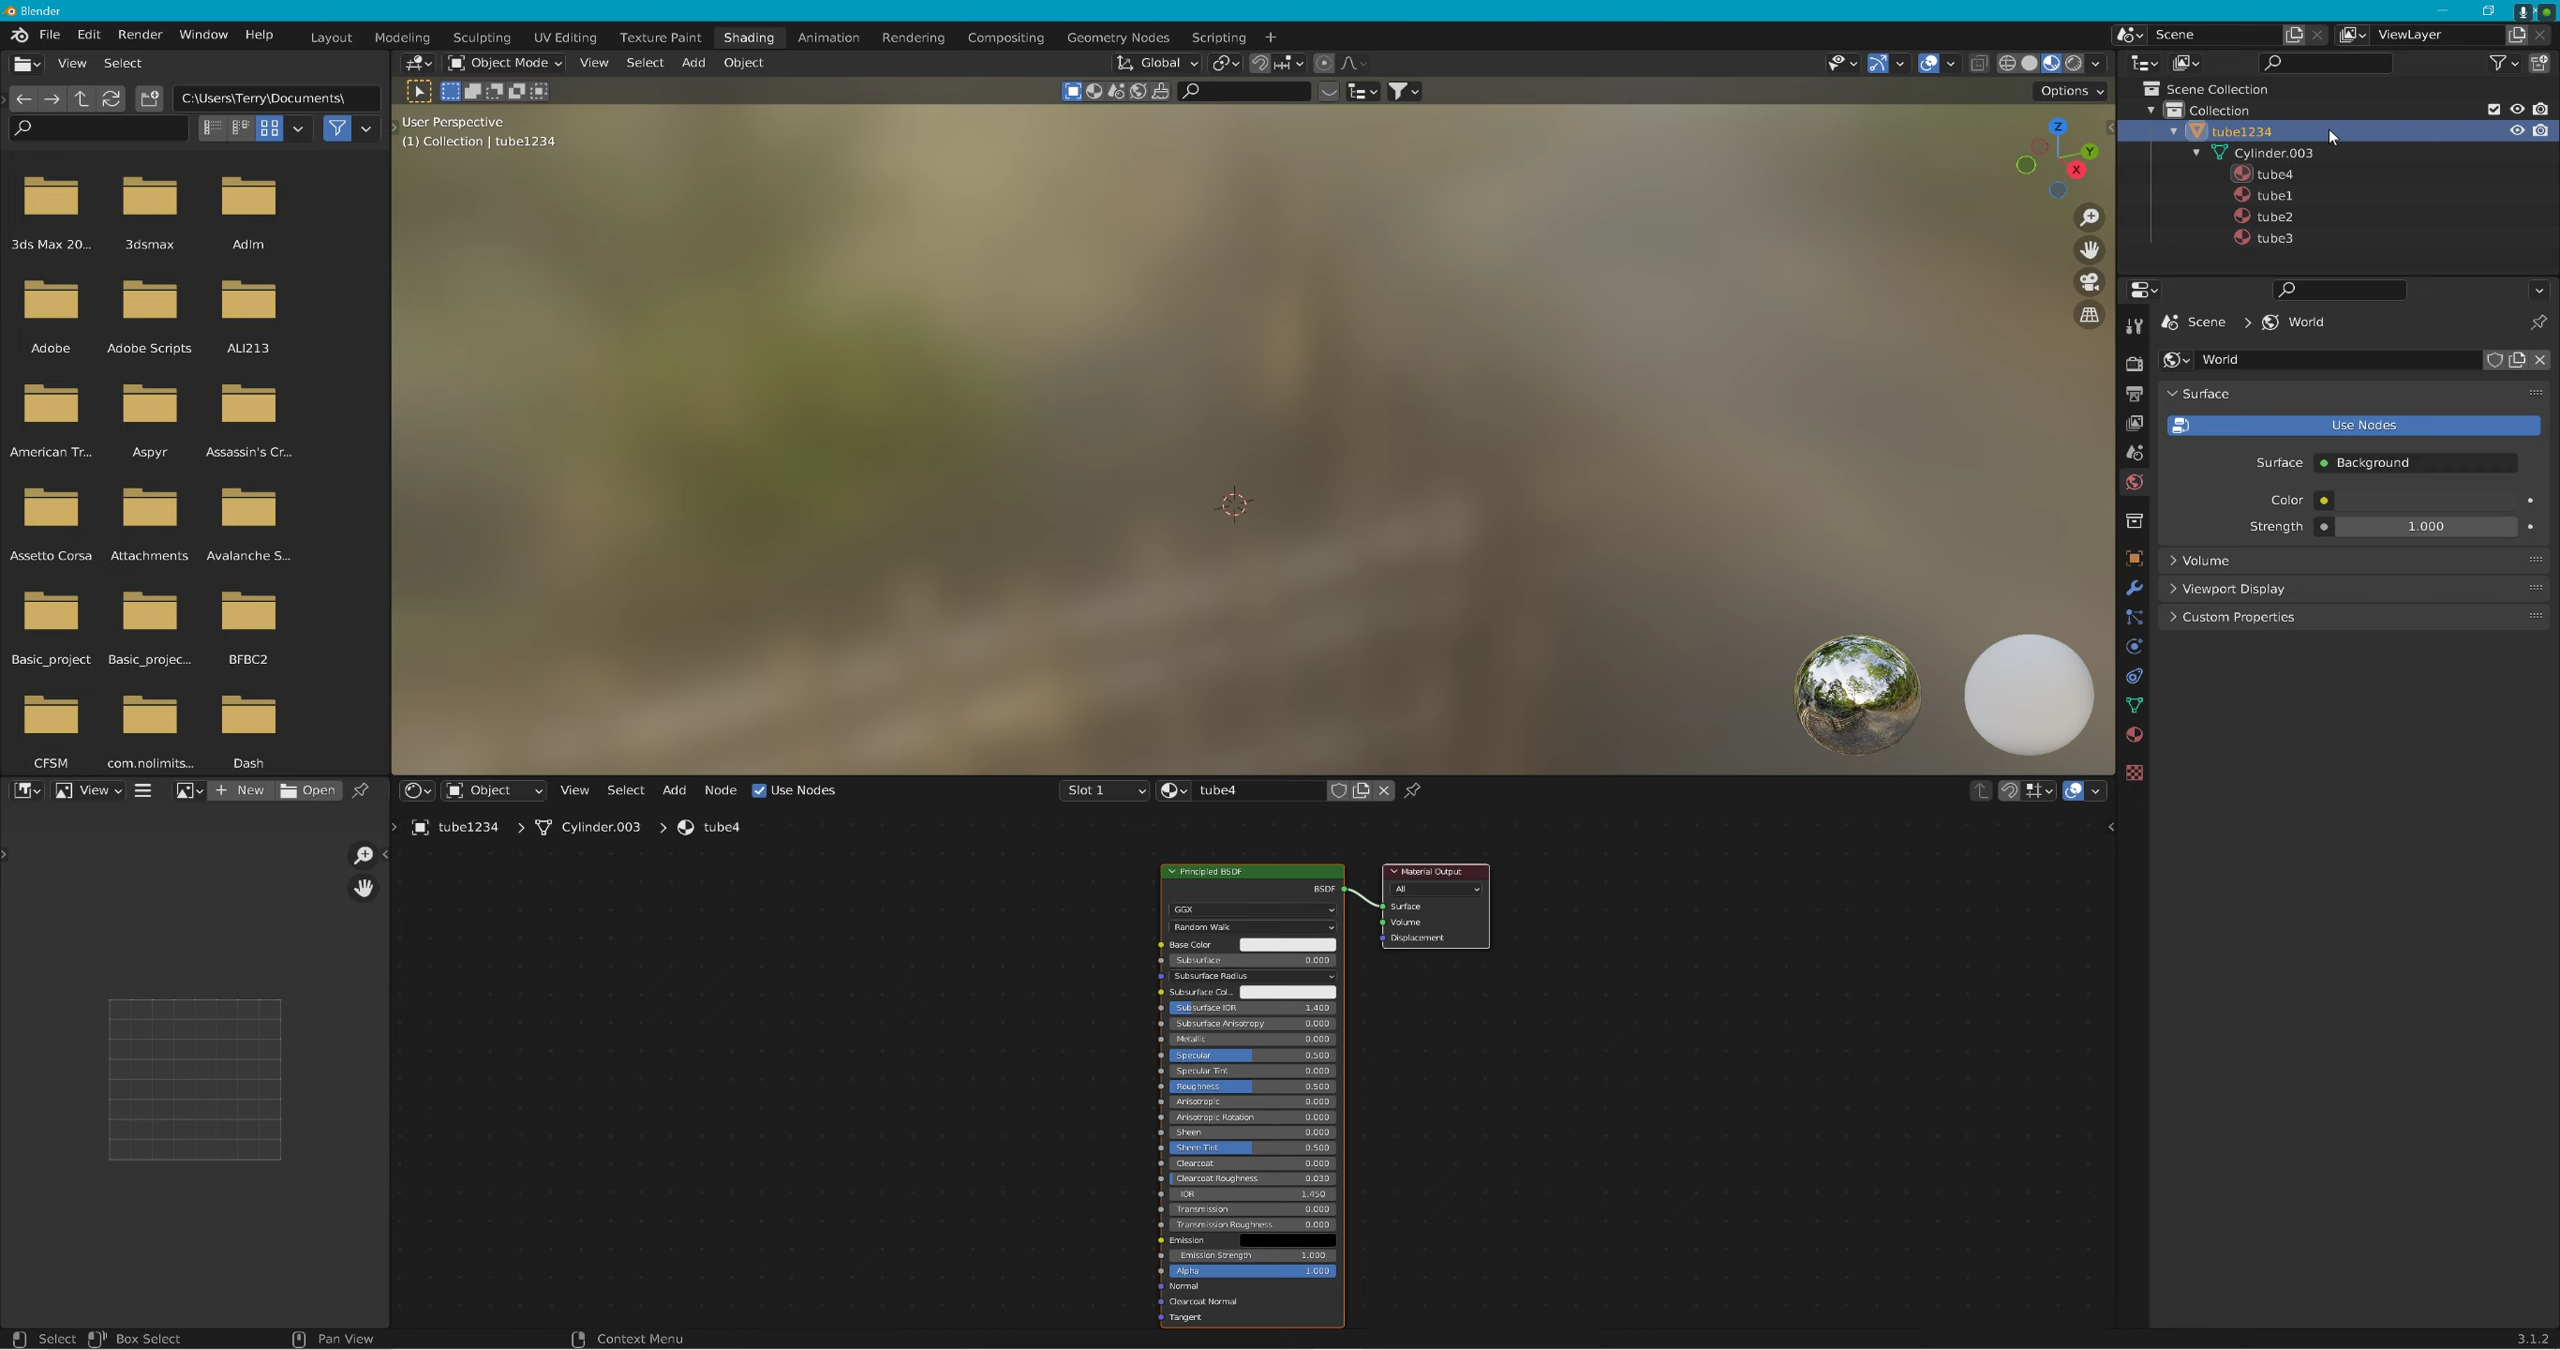 Blender
File Edit Render Window Help
Layout Modeling Sculpting UV Editing Texture Paint Shading Animation Rendering Compositing Geometry Nodes Scripting +
Scene
ViewLayer
View Select
Object Mode View Select Add Object
Global
C:\Users\Terry\Documents\
Options
User Perspective
(1) Collection | tube1234
Z
Y
X
3ds Max 20... 3dsmax Adlm
Adobe Adobe Scripts ALI213
American Tr... Aspyr Assassin's Cr...
Assetto Corsa Attachments Avalanche S...
Basic_project Basic_projec... BFBC2
CFSM com.nolimits... Dash
Scene Collection
Collection
tube1234
Cylinder.003
tube4
tube1
tube2
tube3
Scene > World
World
Surface
Use Nodes
Surface Background
Color
Strength 1.000
Volume
Viewport Display
Custom Properties
View + New Open
Object View Select Add Node Use Nodes
Slot 1 tube4
tube1234 > Cylinder.003 > tube4
Principled BSDF
BSDF
GGX
Random Walk
Base Color
Subsurface 0.000
Subsurface Radius
Subsurface Col...
Subsurface IOR 1.400
Subsurface Anisotropy 0.000
Metallic 0.000
Specular 0.500
Specular Tint 0.000
Roughness 0.500
Anisotropic 0.000
Anisotropic Rotation 0.000
Sheen 0.000
Sheen Tint 0.500
Clearcoat 0.000
Clearcoat Roughness 0.030
IOR 1.450
Transmission 0.000
Transmission Roughness 0.000
Emission
Emission Strength 1.000
Alpha 1.000
Normal
Clearcoat Normal
Tangent
Material Output
All
Surface
Volume
Displacement
Select Box Select Pan View Context Menu 3.1.2